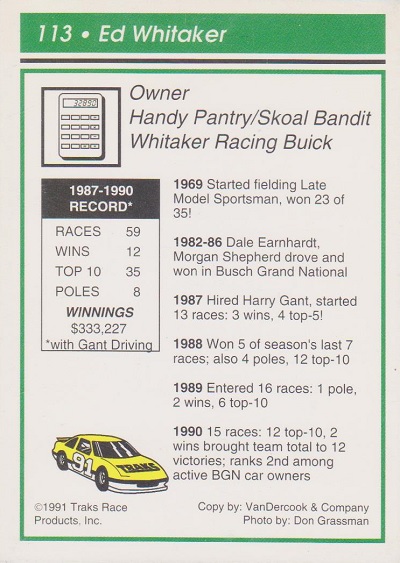 113 • Ed Whitaker
32850
Owner
Handy Pantry/Skoal Bandit
Whitaker Racing Buick
1987-1990
RECORD*
RACES 59
WINS 12
TOP 10 35
POLES 8
WINNINGS
$333,227
*with Gant Driving
1969 Started fielding Late
Model Sportsman, won 23 of
35!
1982-86 Dale Earnhardt,
Morgan Shepherd drove and
won in Busch Grand National
1987 Hired Harry Gant, started
13 races: 3 wins, 4 top-5!
1988 Won 5 of season's last 7
races; also 4 poles, 12 top-10
1989 Entered 16 races: 1 pole,
2 wins, 6 top-10
1990 15 races: 12 top-10, 2
wins brought team total to 12
victories; ranks 2nd among
active BGN car owners
91
TRAKS
©1991 Traks Race
Products, Inc.
Copy by: VanDercook & Company
Photo by: Don Grassman